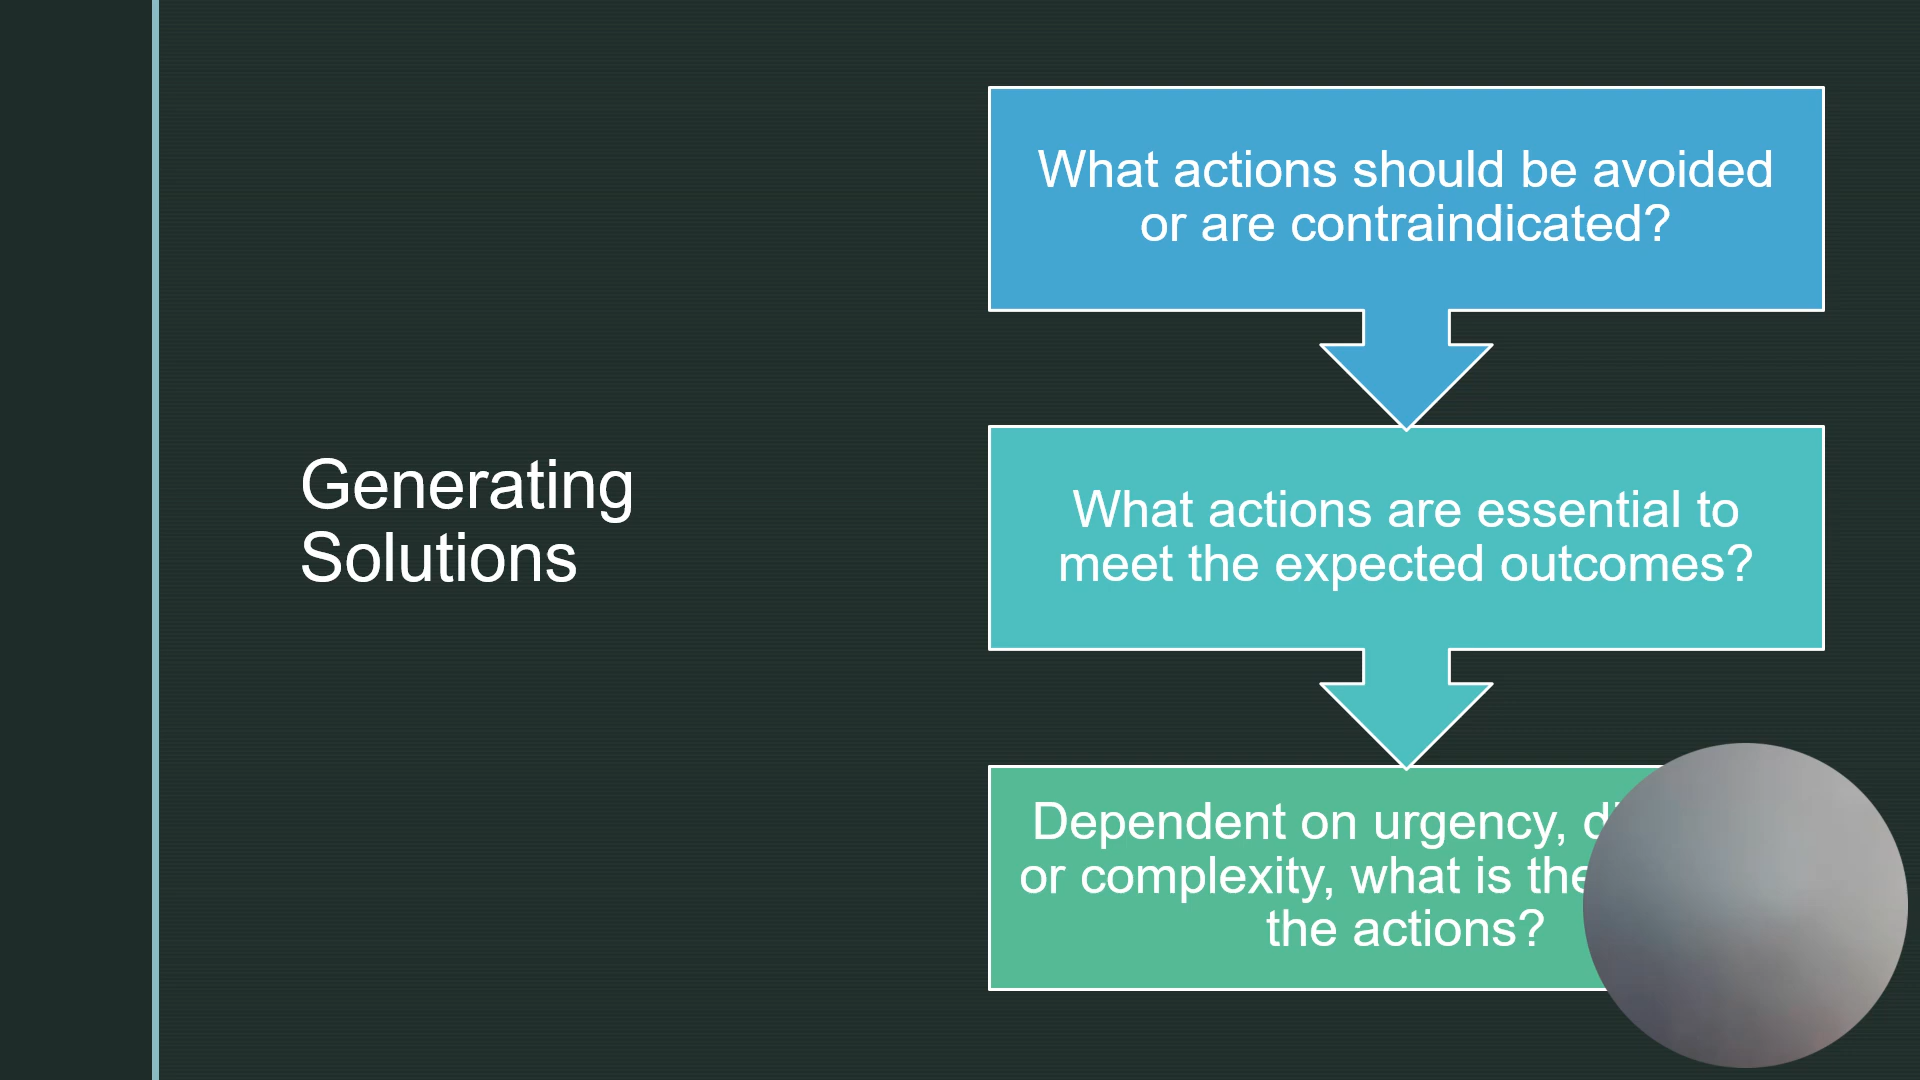 Generating
Solutions
What actions should be avoided
or are contraindicated?
What actions are essential to
meet the expected outcomes?
Dependent on urgency,
or complexity, what is the
the actions?